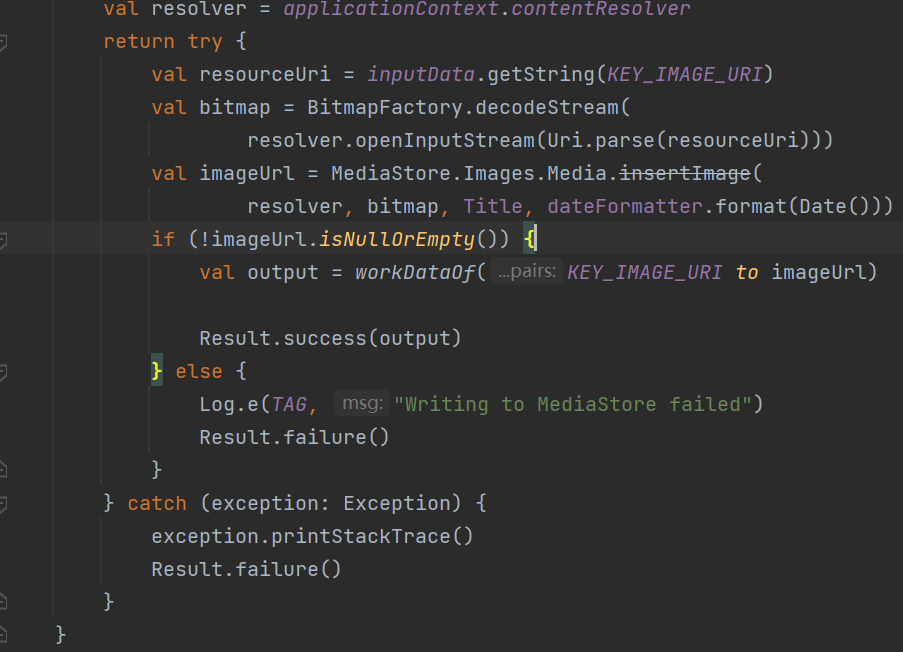 val resolver = applicationContext.contentResolver
return try {
val resourceUri = inputData.getString(KEY_IMAGE_URI)
val bitmap = BitmapFactory.decodeStream(
resolver.openInputStream(Uri.parse(resourceUri)))
val imageUrl = MediaStore.Images.Media.insertImage(
resolver, bitmap, Title, dateFormatter.format(Date()))
if (!imageUrl.isNullOrEmpty()) {
val output = workDataOf( ...pairs: KEY_IMAGE_URI to imageUrl)
Result.success(output)
} else {
Log.e(TAG, msg: "Writing to MediaStore failed")
Result.failure()
}
} catch (exception: Exception) {
exception.printStackTrace()
Result.failure()
}
}